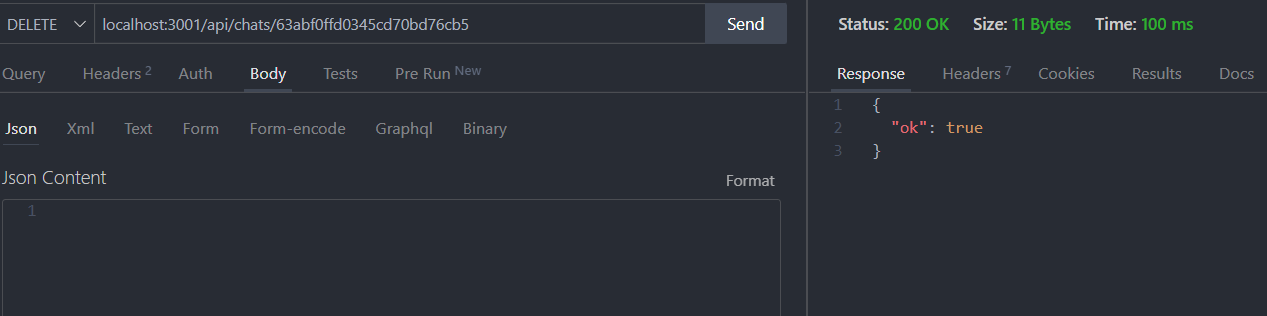 DELETE localhost:3001/api/chats/63abf0ffd0345cd70bd76cb5 Send
Query Headers 2 Auth Body Tests Pre Run New
Json Xml Text Form Form-encode Graphql Binary
Json Content Format
1
Status: 200 OK Size: 11 Bytes Time: 100 ms
Response Headers 7 Cookies Results Docs
1 {
2 "ok": true
3 }